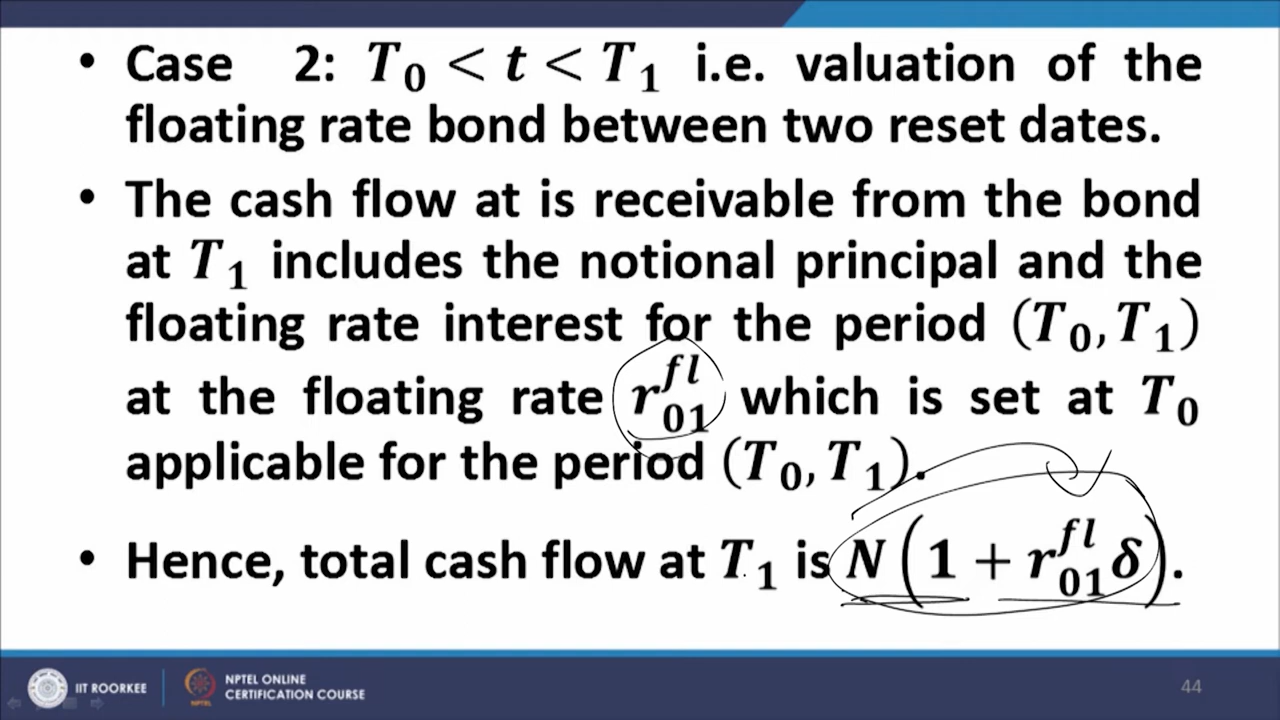 • Case 2: T₀ < t < T₁ i.e. valuation of the
floating rate bond between two reset dates.
• The cash flow at is receivable from the bond
at T₁ includes the notional principal and the
floating rate interest for the period (T₀, T₁)
at the floating rate r₀₁^{fl} which is set at T₀
applicable for the period (T₀, T₁).
• Hence, total cash flow at T₁ is N(1 + r₀₁^{fl} δ).
IIT ROORKEE
NPTEL ONLINE
CERTIFICATION COURSE
44